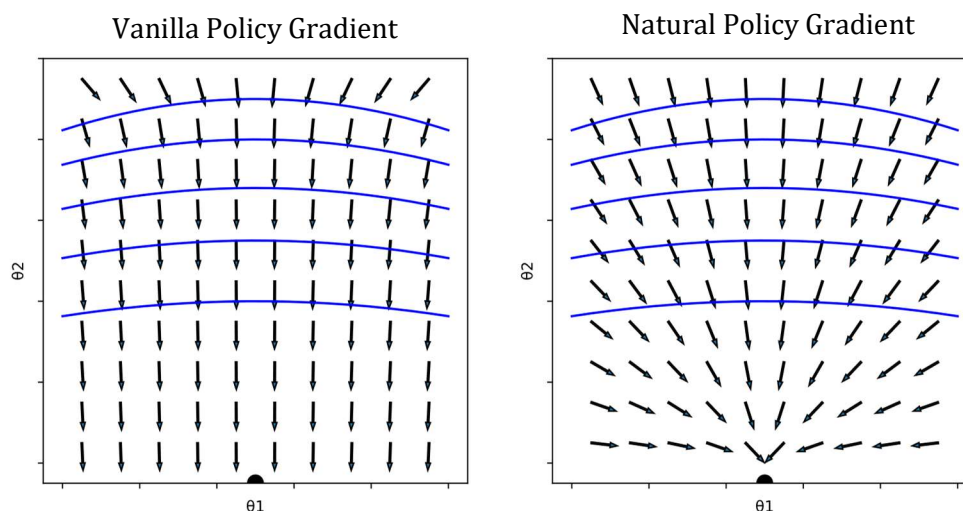 Vanilla Policy Gradient
Natural Policy Gradient
θ2
θ1
θ2
θ1